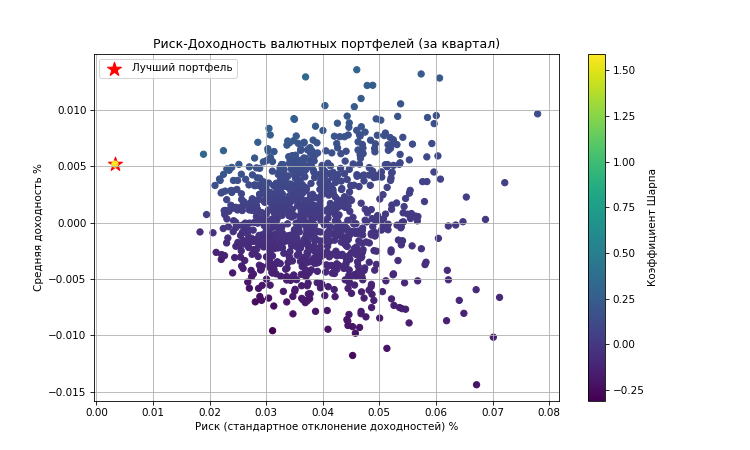 Риск-Доходность валютных портфелей (за квартал)
Лучший портфель
Средняя доходность %
0.010
0.005
0.000
−0.005
−0.010
−0.015
0.00 0.01 0.02 0.03 0.04 0.05 0.06 0.07 0.08
Риск (стандартное отклонение доходностей) %
1.50
1.25
1.00
0.75
0.50
0.25
0.00
−0.25
Коэффициент Шарпа